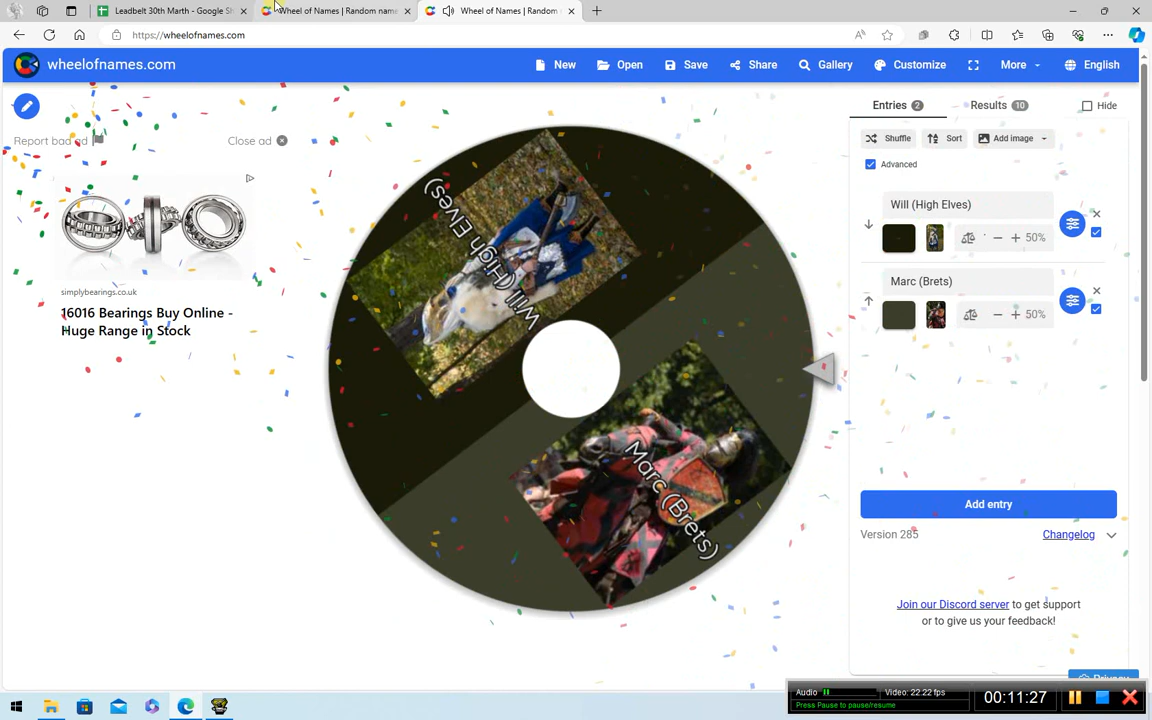 Leadbelt 30th Marth - Google Sh
Wheel of Names | Random name
Wheel of Names | Random
https://wheelofnames.com
wheelofnames.com
New
Open
Save
Share
Gallery
Customize
More
English
Report bad ad
Close ad
simplybearings.co.uk
16016 Bearings Buy Online -
Huge Range in Stock
Will (High Elves)
Marc (Brets)
Entries 2
Results 10
Hide
Shuffle
Sort
Add image
Advanced
Will (High Elves)
50%
Marc (Brets)
50%
Add entry
Version 285
Changelog
Join our Discord server to get support
or to give us your feedback!
Privacy
Audio
Video: 22.22 fps
Press Pause to pause/resume
00:11:27